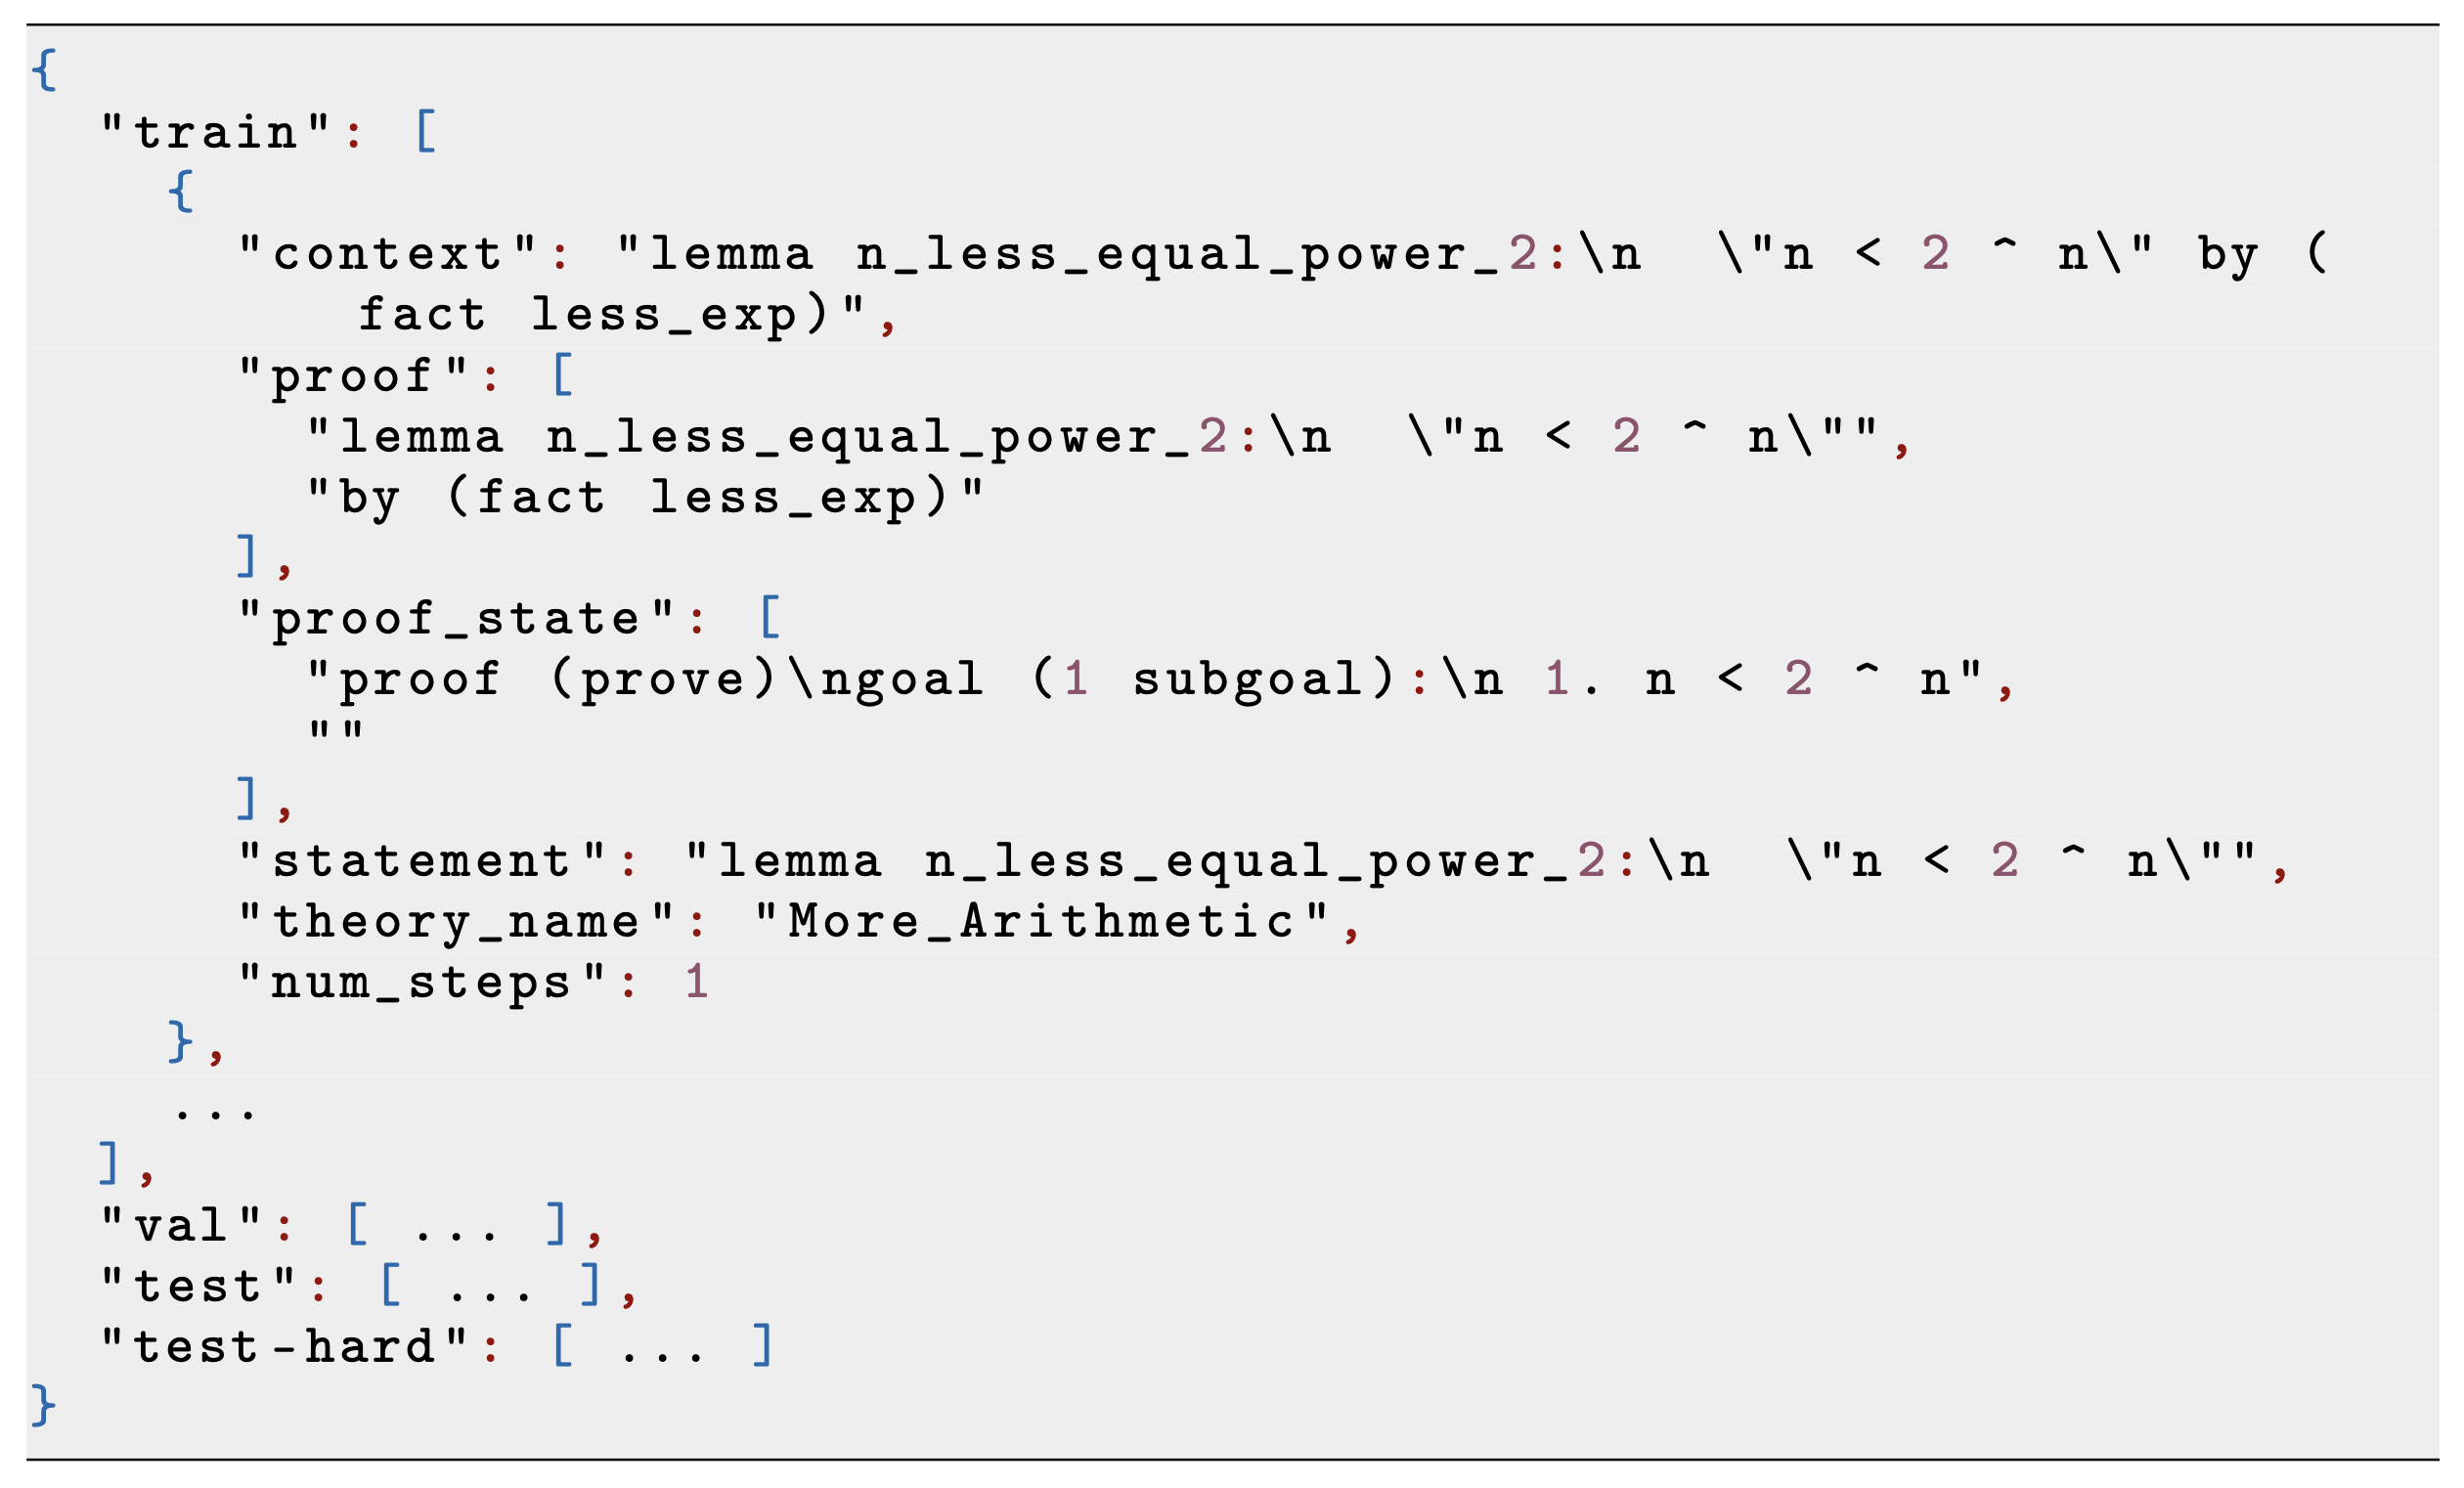 {
"train": [
{
"context": "lemma n_less_equal_power_2:\n  \"n < 2 ^ n\" by (
fact less_exp)",
"proof": [
"lemma n_less_equal_power_2:\n  \"n < 2 ^ n\"",
"by (fact less_exp)"
],
"proof_state": [
"proof (prove)\ngoal (1 subgoal):\n 1. n < 2 ^ n",
""
],
"statement": "lemma n_less_equal_power_2:\n  \"n < 2 ^ n\"",
"theory_name": "More_Arithmetic",
"num_steps": 1
},
...
],
"val": [ ... ],
"test": [ ... ],
"test-hard": [ ... ]
}